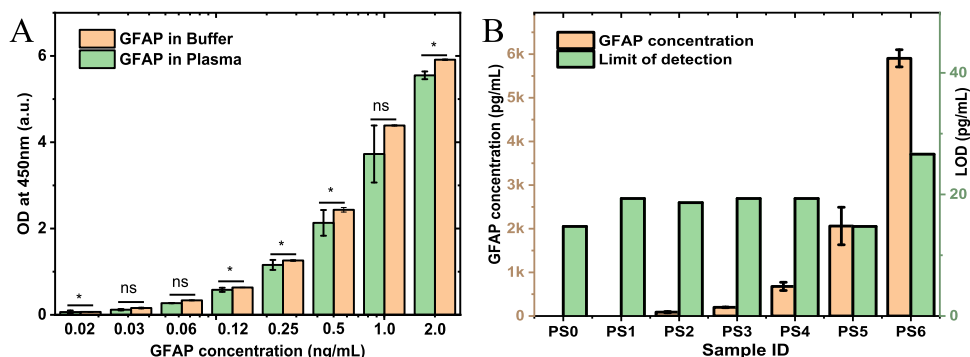 A
GFAP in Buffer
GFAP in Plasma
OD at 450nm (a.u.)
6
4
2
0
*
ns
ns
*
*
*
ns
*
0.02 0.03 0.06 0.12 0.25 0.5 1.0 2.0
GFAP concentration (ng/mL)
B
GFAP concentration
Limit of detection
GFAP concentration (pg/mL)
6k
5k
4k
3k
2k
1k
0
LOD (pg/mL)
40
20
0
PS0 PS1 PS2 PS3 PS4 PS5 PS6
Sample ID